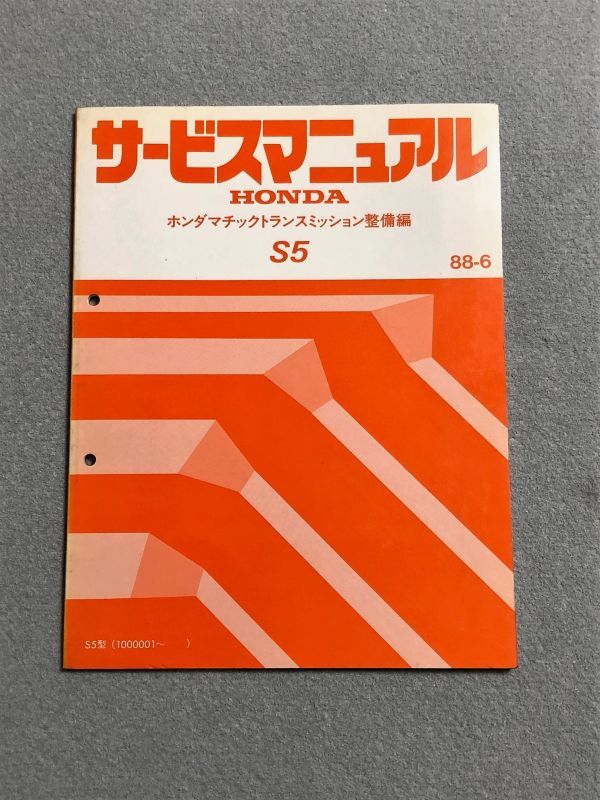 サービスマニュアル
HONDA
ホンダマチックトランスミッション整備編
S5
88-6
S5型（1000001～　　）